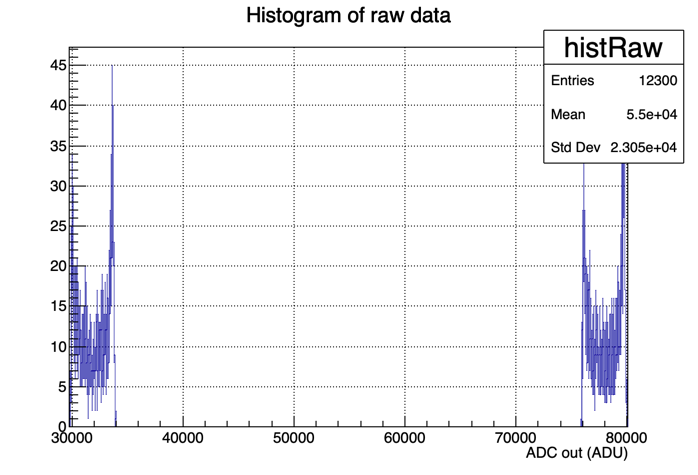 Histogram of raw data
histRaw
Entries 12300
Mean 5.5e+04
Std Dev 2.305e+04
45
40
35
30
25
20
15
10
5
0
30000 40000 50000 60000 70000 80000
ADC out (ADU)